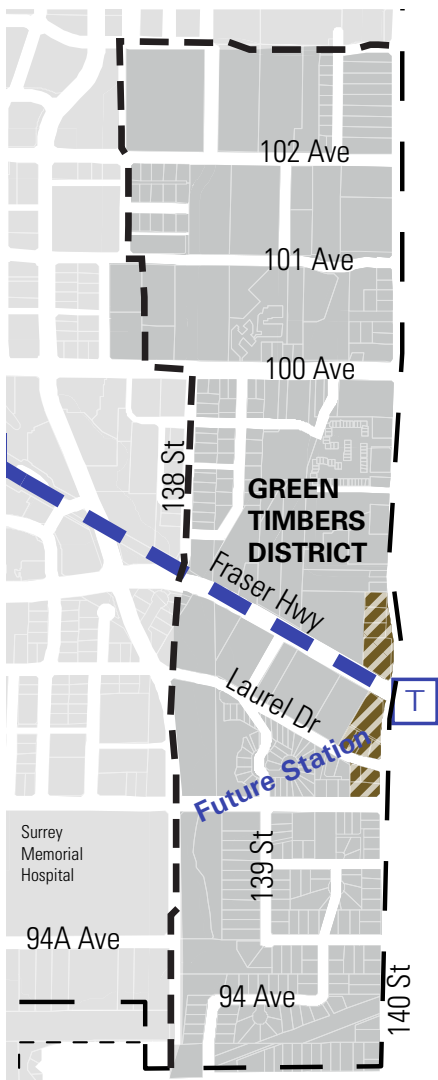 102 Ave
101 Ave
100 Ave
138 St
GREEN
TIMBERS
DISTRICT
Fraser Hwy
T
Laurel Dr
Future Station
Surrey
Memorial
Hospital
139 St
94A Ave
94 Ave
140 St